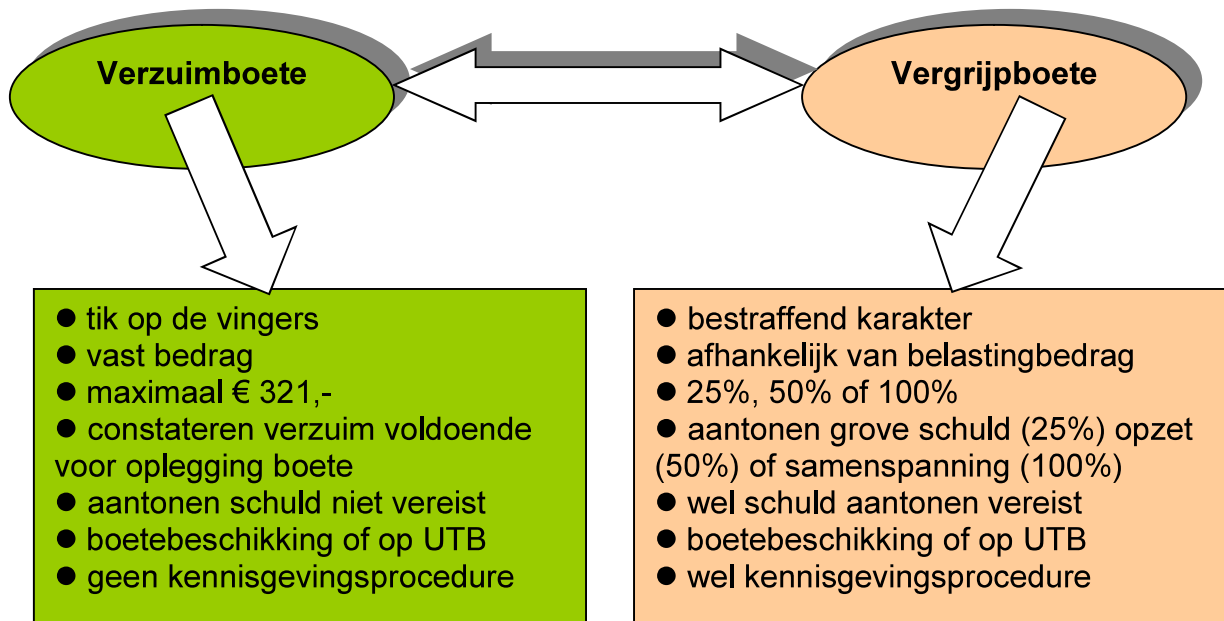 Verzuimboete
Vergrijpboete
● tik op de vingers
● vast bedrag
● maximaal € 321,-
● constateren verzuim voldoende
voor oplegging boete
● aantonen schuld niet vereist
● boetebeschikking of op UTB
● geen kennisgevingsprocedure
● bestraffend karakter
● afhankelijk van belastingbedrag
● 25%, 50% of 100%
● aantonen grove schuld (25%) opzet
(50%) of samenspanning (100%)
● wel schuld aantonen vereist
● boetebeschikking of op UTB
● wel kennisgevingsprocedure